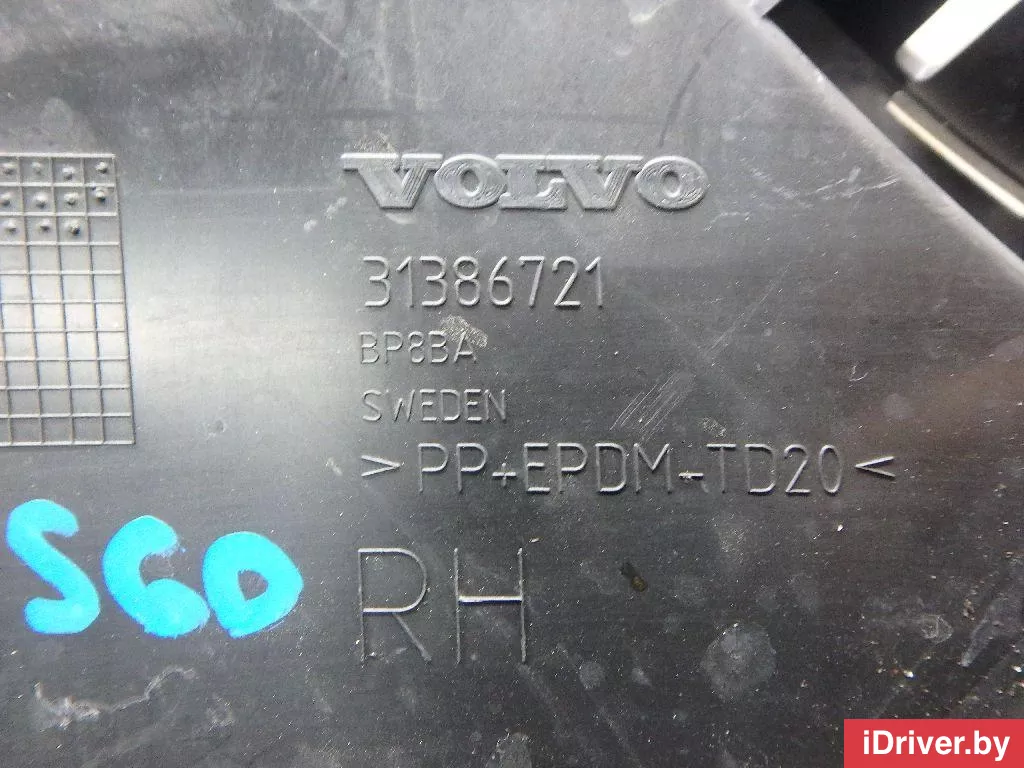 VOLVO
31386721
BP8BA
SWEDEN
>PP+EPDM-TD20<
S60
RH
iDriver.by